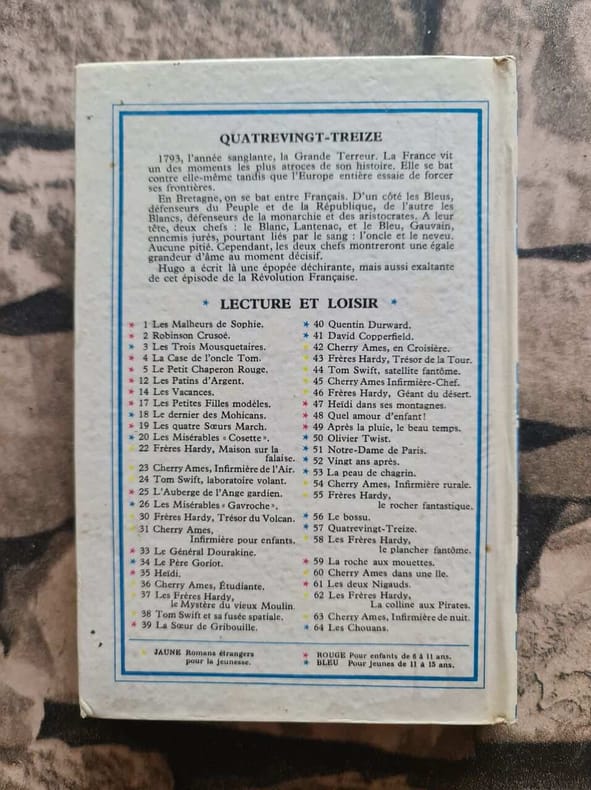 QUATREVINGT-TREIZE
1793, l'année sanglante, la Grande Terreur. La France vit
un des moments les plus atroces de son histoire. Elle se bat
contre elle-même tandis que l'Europe entière essaie de forcer
ses frontières.
En Bretagne, on se bat entre Français. D'un côté les Bleus,
défenseurs du Peuple et de la République, de l'autre les
Blancs, défenseurs de la monarchie et des aristocrates. A leur
tête, deux chefs : le Blanc, Lantenac, et le Bleu, Gauvain,
ennemis jurés, pourtant liés par le sang : l'oncle et le neveu.
Aucune pitié. Cependant, les deux chefs montreront une égale
grandeur d'âme au moment décisif.
Hugo a écrit là une épopée déchirante, mais aussi exaltante
de cet épisode de la Révolution Française.
* LECTURE ET LOISIR *
* 1 Les Malheurs de Sophie.
* 2 Robinson Crusoé.
* 3 Les Trois Mousquetaires.
* 4 La Case de l'oncle Tom.
* 5 Le Petit Chaperon Rouge.
* 12 Les Patins d'Argent.
* 14 Les Vacances.
* 17 Les Petites Filles modèles.
* 18 Le dernier des Mohicans.
* 19 Les quatre Sœurs March.
* 20 Les Misérables « Cosette ».
* 22 Frères Hardy, Maison sur la
falaise.
* 23 Cherry Ames, Infirmière de l'Air.
* 24 Tom Swift, laboratoire volant.
* 25 L'Auberge de l'Ange gardien.
* 26 Les Misérables « Gavroche ».
* 30 Frères Hardy, Trésor du Volcan.
* 31 Cherry Ames,
Infirmière pour enfants.
* 33 Le Général Dourakine.
* 34 Le Père Goriot.
* 35 Heïdi.
* 36 Cherry Ames, Étudiante.
* 37 Les Frères Hardy,
le Mystère du vieux Moulin.
* 38 Tom Swift et sa fusée spatiale.
* 39 La Sœur de Gribouille.
* 40 Quentin Durward.
* 41 David Copperfield.
* 42 Cherry Ames, en Croisière.
* 43 Frères Hardy, Trésor de la Tour.
* 44 Tom Swift, satellite fantôme.
* 45 Cherry Ames Infirmière-Chef.
* 46 Frères Hardy, Géant du désert.
* 47 Heïdi dans ses montagnes.
* 48 Quel amour d'enfant !
* 49 Après la pluie, le beau temps.
* 50 Olivier Twist.
* 51 Notre-Dame de Paris.
* 52 Vingt ans après.
* 53 La peau de chagrin.
* 54 Cherry Ames, Infirmière rurale.
* 55 Frères Hardy,
le rocher fantastique.
* 56 Le bossu.
* 57 Quatrevingt-Treize.
* 58 Les Frères Hardy,
le plancher fantôme.
* 59 La roche aux mouettes.
* 60 Cherry Ames dans une île.
* 61 Les deux Nigauds.
* 62 Les Frères Hardy,
La colline aux Pirates.
* 63 Cherry Ames, Infirmière de nuit.
* 64 Les Chouans.
* JAUNE Romans étrangers
pour la jeunesse.
* ROUGE Pour enfants de 6 à 11 ans.
* BLEU Pour jeunes de 11 à 15 ans.